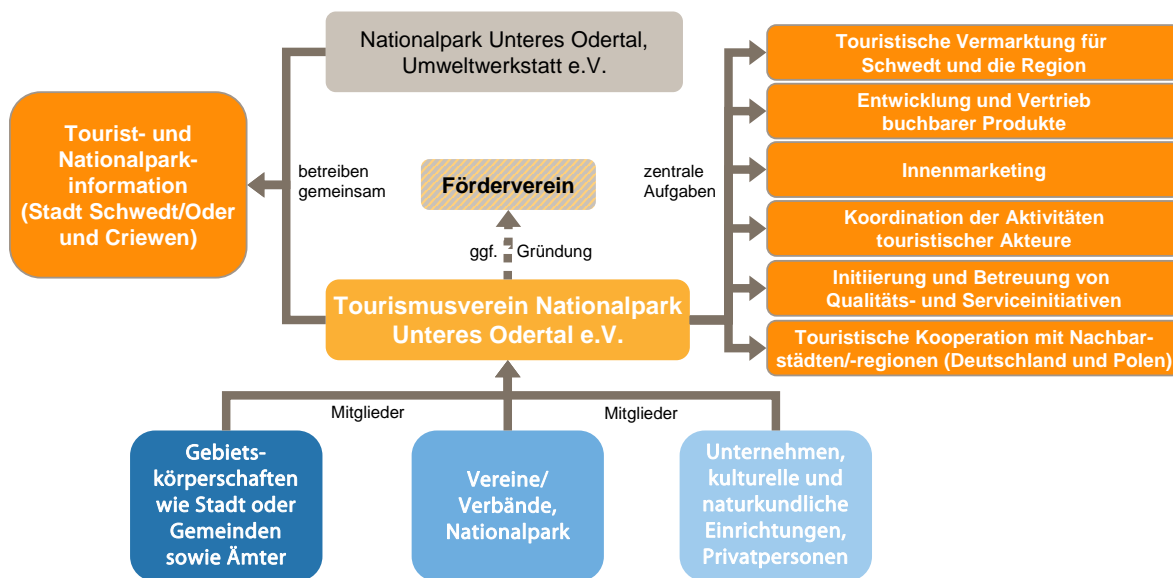 Nationalpark Unteres Odertal,
Umweltwerkstatt e.V.
Tourist- und
Nationalpark-
information
(Stadt Schwedt/Oder
und Criewen)
betreiben
gemeinsam
Förderverein
ggf. Gründung
Tourismusverein Nationalpark
Unteres Odertal e.V.
zentrale
Aufgaben
Touristische Vermarktung für
Schwedt und die Region
Entwicklung und Vertrieb
buchbarer Produkte
Innenmarketing
Koordination der Aktivitäten
touristischer Akteure
Initiierung und Betreuung von
Qualitäts- und Serviceinitiativen
Touristische Kooperation mit Nachbar-
städten/-regionen (Deutschland und Polen)
Mitglieder
Mitglieder
Gebiets-
körperschaften
wie Stadt oder
Gemeinden
sowie Ämter
Vereine/
Verbände,
Nationalpark
Unternehmen,
kulturelle und
naturkundliche
Einrichtungen,
Privatpersonen